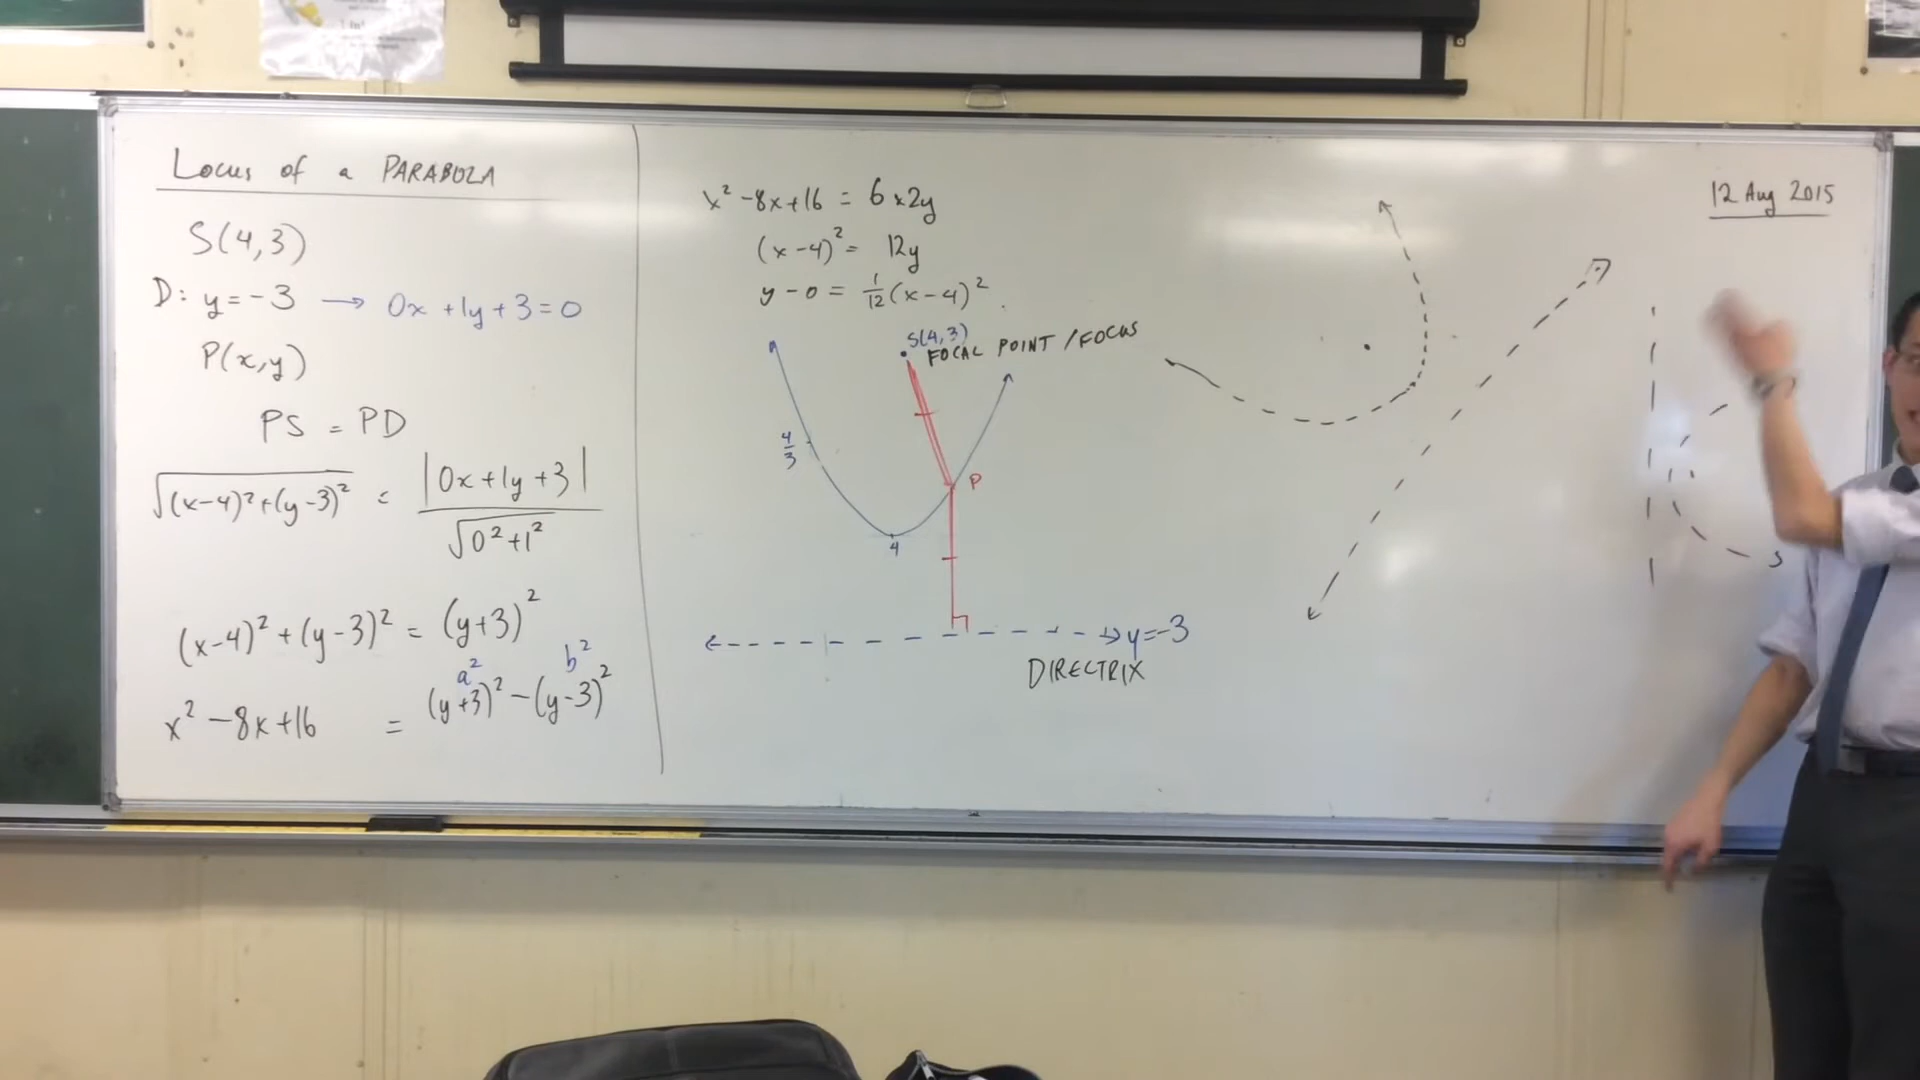 Locus of a PARABOLA
S(4,3)
D: y=-3 → 0x+1y+3=0
P(x,y)
PS = PD
√(x-4)²+(y-3)² = |0x+1y+3| / √0²+1²
(x-4)²+(y-3)² = (y+3)²
a² b²
x²-8x+16 = (y+3)²-(y-3)²
x²-8x+16 = 6×2y
(x-4)² = 12y
y-0 = 1/12(x-4)²
S(4,3)
FOCAL POINT/FOCUS
4/3
P
4
y=-3
DIRECTRIX
12 Aug 2015